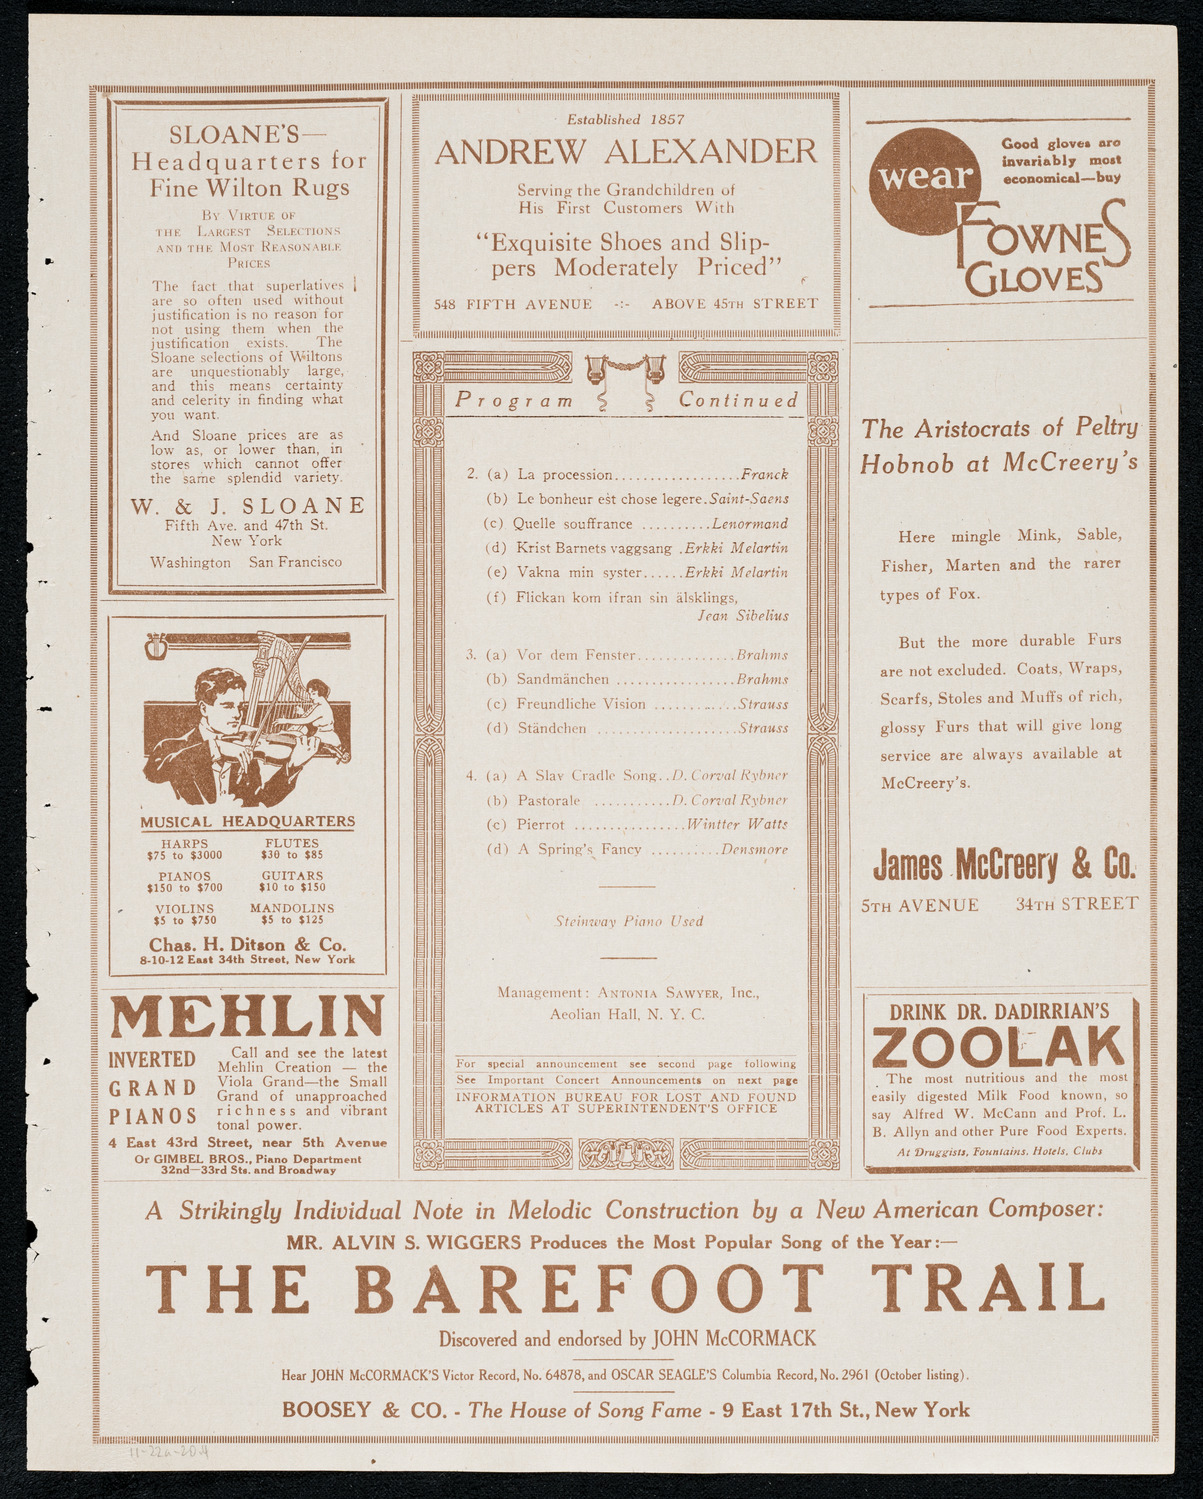 SLOANE'S—
Headquarters for
Fine Wilton Rugs
BY VIRTUE OF
THE LARGEST SELECTIONS
AND THE MOST REASONABLE
PRICES
The fact that superlatives
are so often used without
justification is no reason for
not using them when the
justification exists. The
Sloane selections of Wiltons
are unquestionably large,
and this means certainty
and celerity in finding what
you want.
And Sloane prices are as
low as, or lower than, in
stores which cannot offer
the same splendid variety.
W. & J. SLOANE
Fifth Ave. and 47th St.
New York
Washington San Francisco
MUSICAL HEADQUARTERS
HARPS FLUTES
$75 to $3000 $30 to $85
PIANOS GUITARS
$150 to $700 $10 to $150
VIOLINS MANDOLINS
$5 to $750 $5 to $125
Chas. H. Ditson & Co.
8-10-12 East 34th Street, New York
MEHLIN
INVERTED
GRAND
PIANOS
Call and see the latest
Mehlin Creation — the
Viola Grand—the Small
Grand of unapproached
richness and vibrant
tonal power.
4 East 43rd Street, near 5th Avenue
Or GIMBEL BROS., Piano Department
32nd—33rd Sts. and Broadway
Established 1857
ANDREW ALEXANDER
Serving the Grandchildren of
His First Customers With
"Exquisite Shoes and Slip-
pers Moderately Priced"
548 FIFTH AVENUE -:- ABOVE 45TH STREET
Program Continued
2. (a) La procession..................Franck
(b) Le bonheur est chose legere.Saint-Saens
(c) Quelle souffrance ..........Lenormand
(d) Krist Barnets vaggsang .Erkki Melartin
(e) Vakna min syster......Erkki Melartin
(f) Flickan kom ifran sin älsklings,
Jean Sibelius
3. (a) Vor dem Fenster..............Brahms
(b) Sandmänchen .................Brahms
(c) Freundliche Vision ............Strauss
(d) Ständchen ....................Strauss
4. (a) A Slav Cradle Song..D. Corval Rybner
(b) Pastorale ...........D. Corval Rybner
(c) Pierrot ................Wintter Watts
(d) A Spring's Fancy ..........Densmore
Steinway Piano Used
Management: ANTONIA SAWYER, Inc.,
Aeolian Hall, N. Y. C.
For special announcement see second page following
See Important Concert Announcements on next page
INFORMATION BUREAU FOR LOST AND FOUND
ARTICLES AT SUPERINTENDENT'S OFFICE
Good gloves are
invariably most
economical—buy
wear
FOWNES
GLOVES
The Aristocrats of Peltry
Hobnob at McCreery's
Here mingle Mink, Sable,
Fisher, Marten and the rarer
types of Fox.
But the more durable Furs
are not excluded. Coats, Wraps,
Scarfs, Stoles and Muffs of rich,
glossy Furs that will give long
service are always available at
McCreery's.
James McCreery & Co.
5TH AVENUE 34TH STREET
DRINK DR. DADIRRIAN'S
ZOOLAK
The most nutritious and the most
easily digested Milk Food known, so
say Alfred W. McCann and Prof. L.
B. Allyn and other Pure Food Experts.
At Druggists, Fountains, Hotels, Clubs
A Strikingly Individual Note in Melodic Construction by a New American Composer:
MR. ALVIN S. WIGGERS Produces the Most Popular Song of the Year:—
THE BAREFOOT TRAIL
Discovered and endorsed by JOHN McCORMACK
Hear JOHN McCORMACK'S Victor Record, No. 64878, and OSCAR SEAGLE'S Columbia Record, No. 2961 (October listing).
BOOSEY & CO. - The House of Song Fame - 9 East 17th St., New York
11-22a-20.4